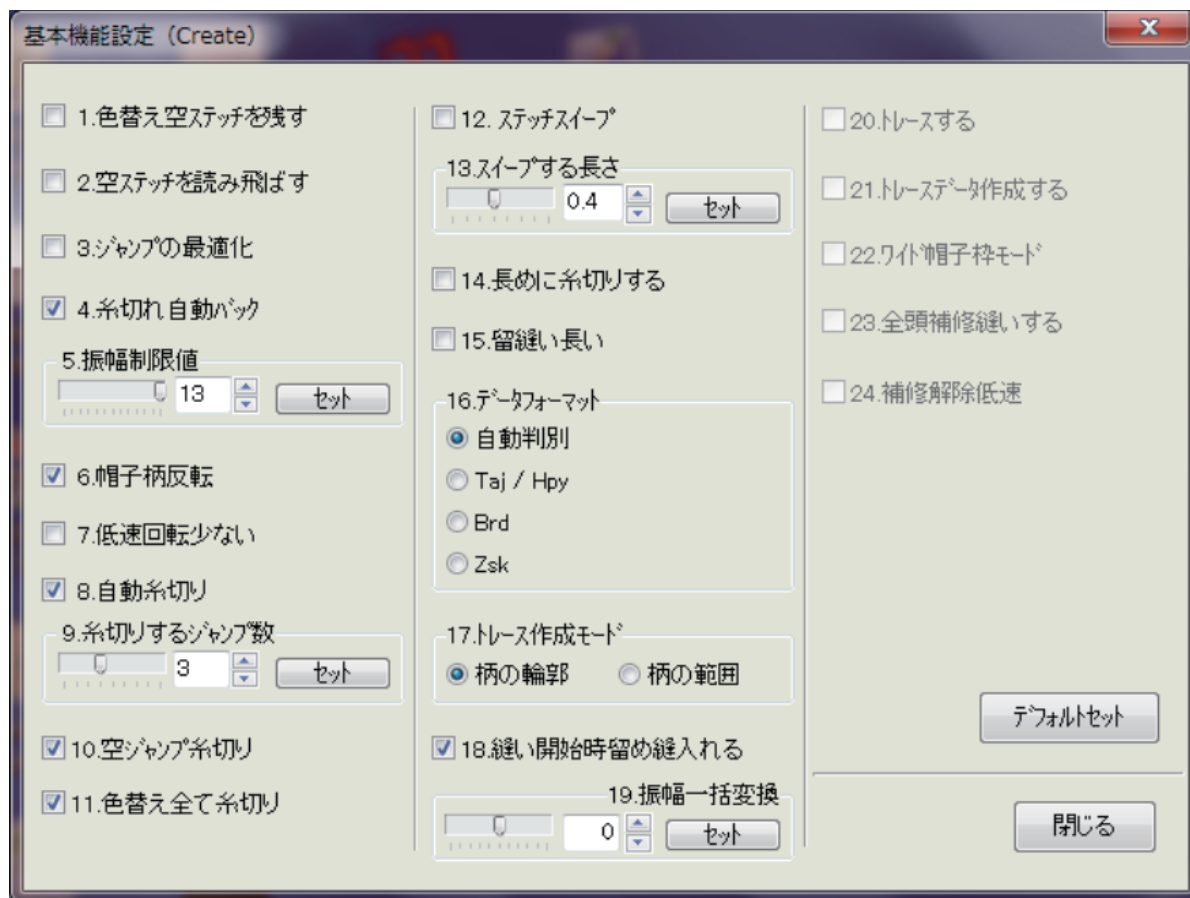 基本機能設定（Create）
1.色替え空ステッチを残す
2.空ステッチを読み飛ばす
3.ジャンプの最適化
4.糸切れ自動バック
5.振幅制限値
13
セット
6.帽子柄反転
7.低速回転少ない
8.自動糸切り
9.糸切りするジャンプ数
3
セット
10.空ジャンプ糸切り
11.色替え全て糸切り
12. ステッチスイープ
13.スイープする長さ
0.4
セット
14.長めに糸切りする
15.留縫い長い
16.データフォーマット
自動判別
Taj / Hpy
Brd
Zsk
17.トレース作成モード
柄の輪郭
柄の範囲
18.縫い開始時留め縫入れる
19.振幅一括変換
0
セット
20.トレースする
21.トレースデータ作成する
22.ワイド帽子枠モード
23.全頭補修縫いする
24.補修解除低速
デフォルトセット
閉じる